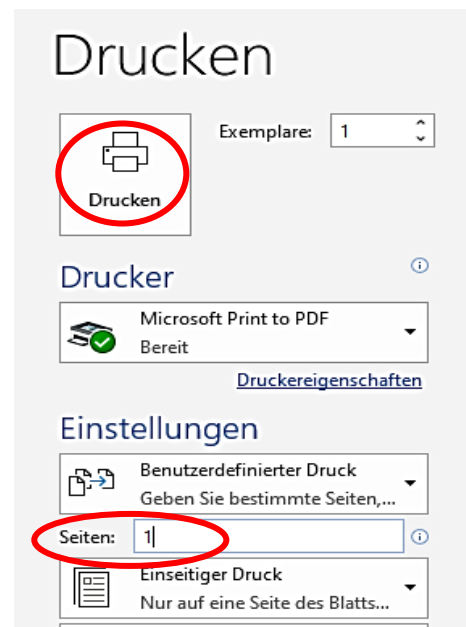 Drucken
Exemplare: 1
Drucken
Drucker
Microsoft Print to PDF
Bereit
Druckereigenschaften
Einstellungen
Benutzerdefinierter Druck
Geben Sie bestimmte Seiten,...
Seiten: 1
Einseitiger Druck
Nur auf eine Seite des Blatts...